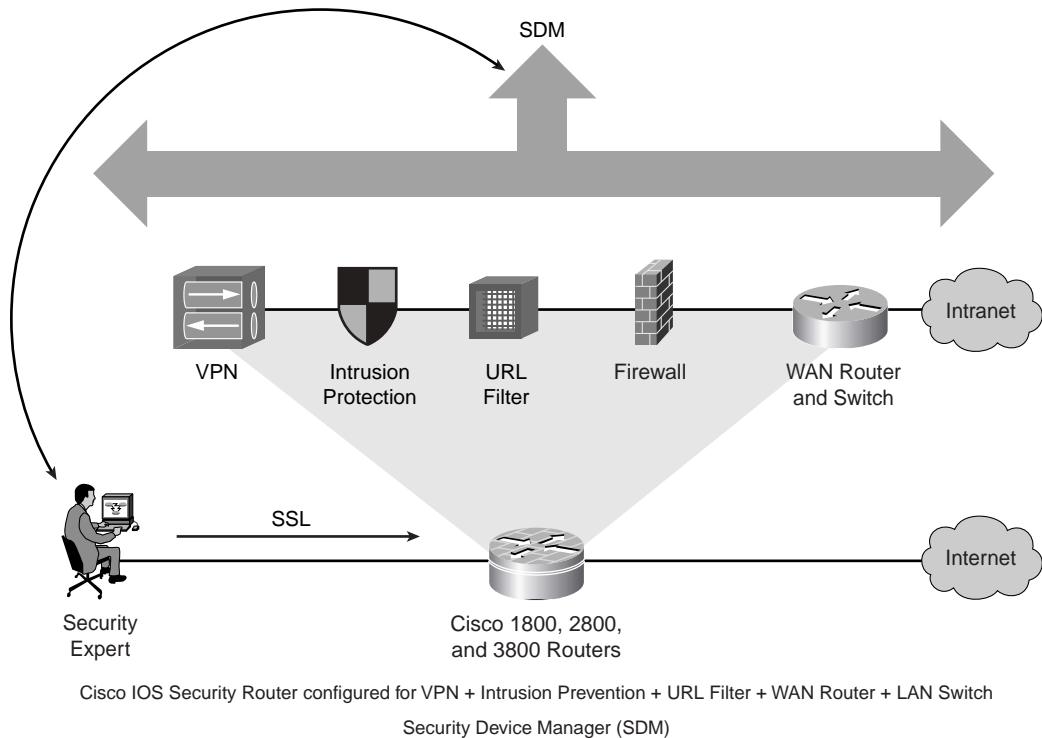 SDM
VPN
Intrusion
Protection
URL
Filter
Firewall
WAN Router
and Switch
Intranet
SSL
Internet
Security
Expert
Cisco 1800, 2800,
and 3800 Routers
Cisco IOS Security Router configured for VPN + Intrusion Prevention + URL Filter + WAN Router + LAN Switch
Security Device Manager (SDM)